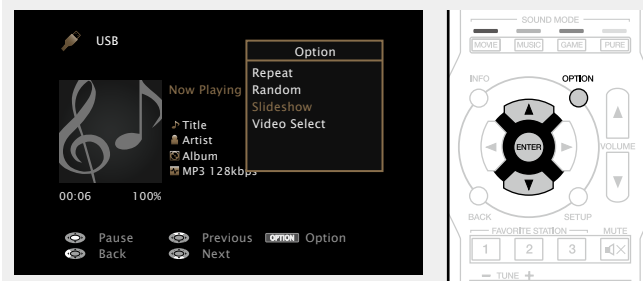 USB
Option
Repeat
Random
Slideshow
Video Select
Now Playing
Title
Artist
Album
MP3 128kbps
00:06 100%
Pause Previous OPTION Option
Back Next
SOUND MODE
MOVIE MUSIC GAME PURE
INFO OPTION
ENTER
VOLUME
BACK SETUP
FAVORITE STATION MUTE
1 2 3
TUNE